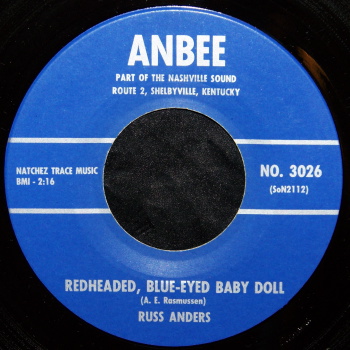 ANBEE
PART OF THE NASHVILLE SOUND
ROUTE 2, SHELBYVILLE, KENTUCKY
NATCHEZ TRACE MUSIC
BMI - 2:16
NO. 3026
(SoN2112)
REDHEADED, BLUE-EYED BABY DOLL
(A. E. Rasmussen)
RUSS ANDERS